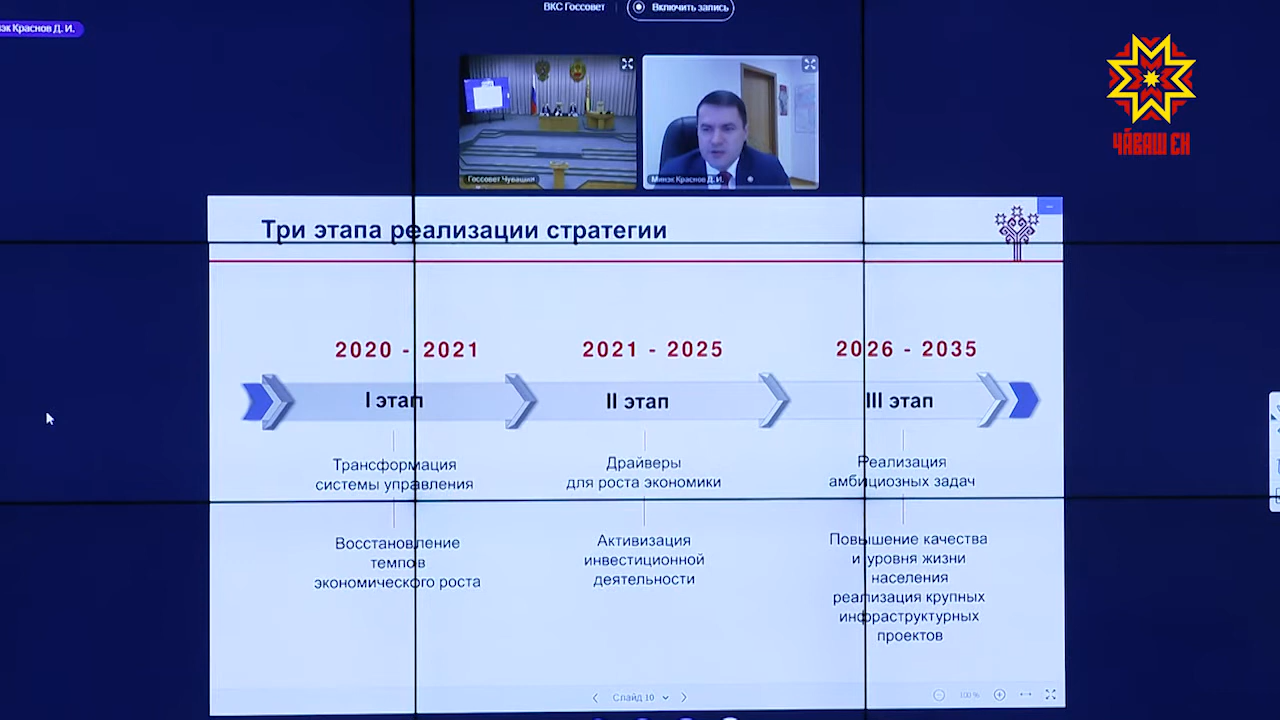 ВКС Госсовет
Включить запись
эк Краснов Д. И.
ЧĂВАШ ЕН
Госсовет Чувашия
Минэк Краснов Д. И.
Три этапа реализации стратегии
2020 - 2021
2021 - 2025
2026 - 2035
I этап
II этап
III этап
Трансформация
системы управления
Драйверы
для роста экономики
Реализация
амбициозных задач
Восстановление
темпов
экономического роста
Активизация
инвестиционной
деятельности
Повышение качества
и уровня жизни
населения
реализация крупных
инфраструктурных
проектов
Слайд 10
100 %